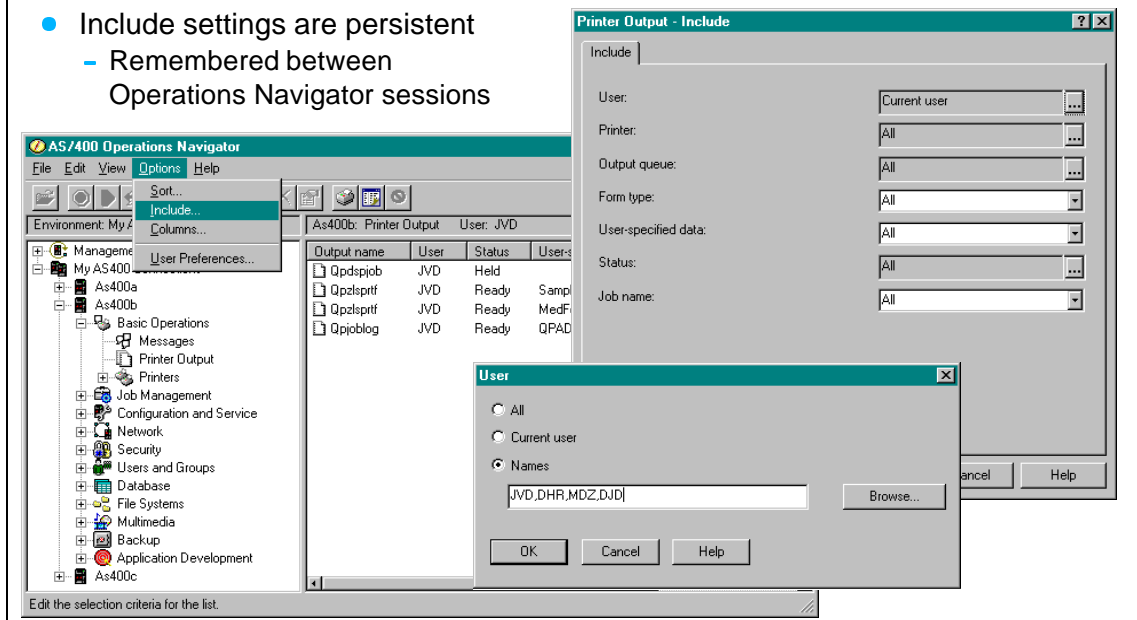 Include settings are persistent
- Remembered between
Operations Navigator sessions
Printer Output - Include
Include
User:
Current user
...
Printer:
All
...
Output queue:
All
...
Form type:
All
User-specified data:
All
Status:
All
...
Job name:
All
Help
AS/400 Operations Navigator
File Edit View Options Help
Sort...
Include...
Columns...
User Preferences...
Environment: My
As400b: Printer Output User: JVD
Output name User Status
Qpdspjob JVD Held
Qpzlsprtf JVD Ready
Qpzlsprtf JVD Ready
Qpjoblog JVD Ready QPAD
My AS400
As400a
As400b
Basic Operations
Messages
Printer Output
Printers
Job Management
Configuration and Service
Network
Security
Users and Groups
Database
File Systems
Multimedia
Backup
Application Development
As400c
Edit the selection criteria for the list.
User
All
Current user
Names
JVD,DHR,MDZ,DJD
Browse...
OK Cancel Help